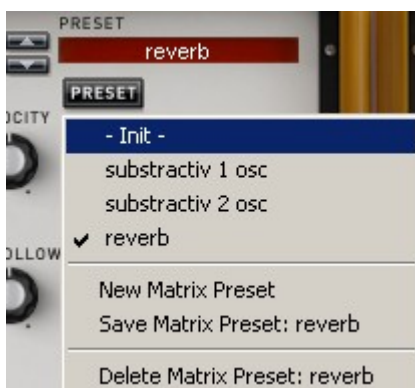 PRESET
reverb
PRESET
OCITY
- Init -
substractiv 1 osc
substractiv 2 osc
reverb
OLLOW
New Matrix Preset
Save Matrix Preset: reverb
Delete Matrix Preset: reverb